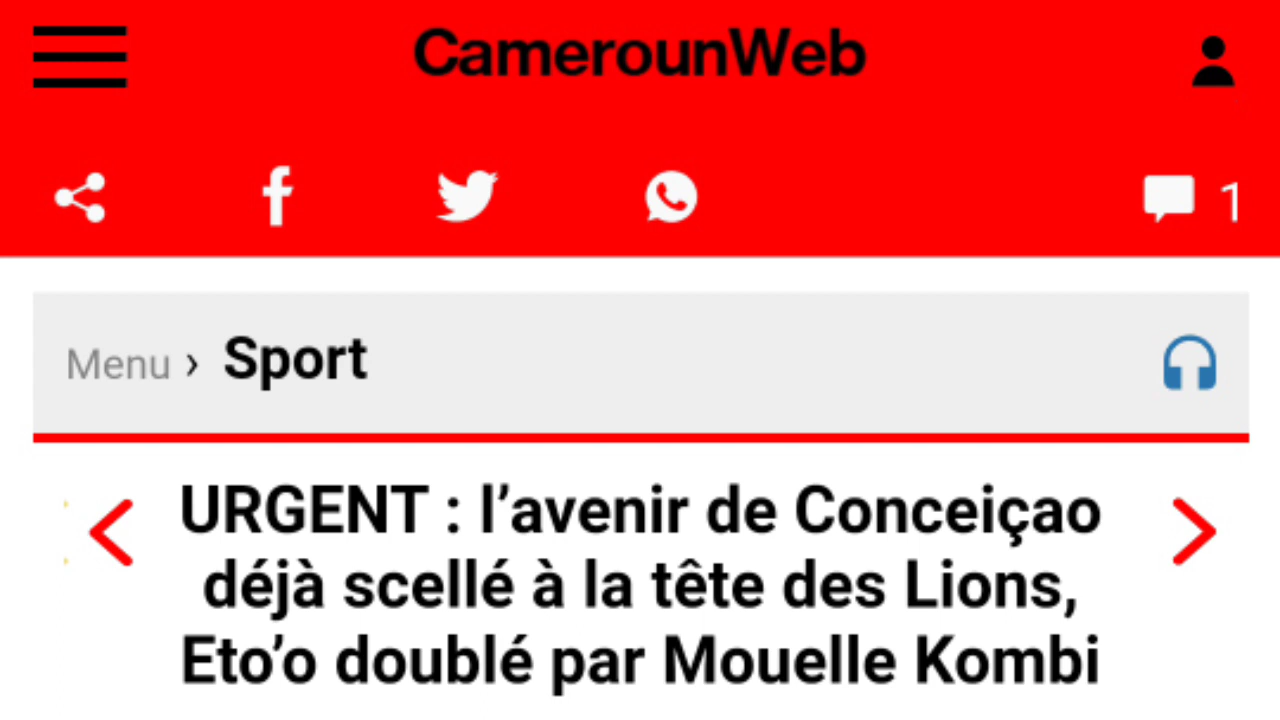 CamerounWeb
1
Menu › Sport
URGENT : l’avenir de Conceiçao
déjà scellé à la tête des Lions,
Eto’o doublé par Mouelle Kombi